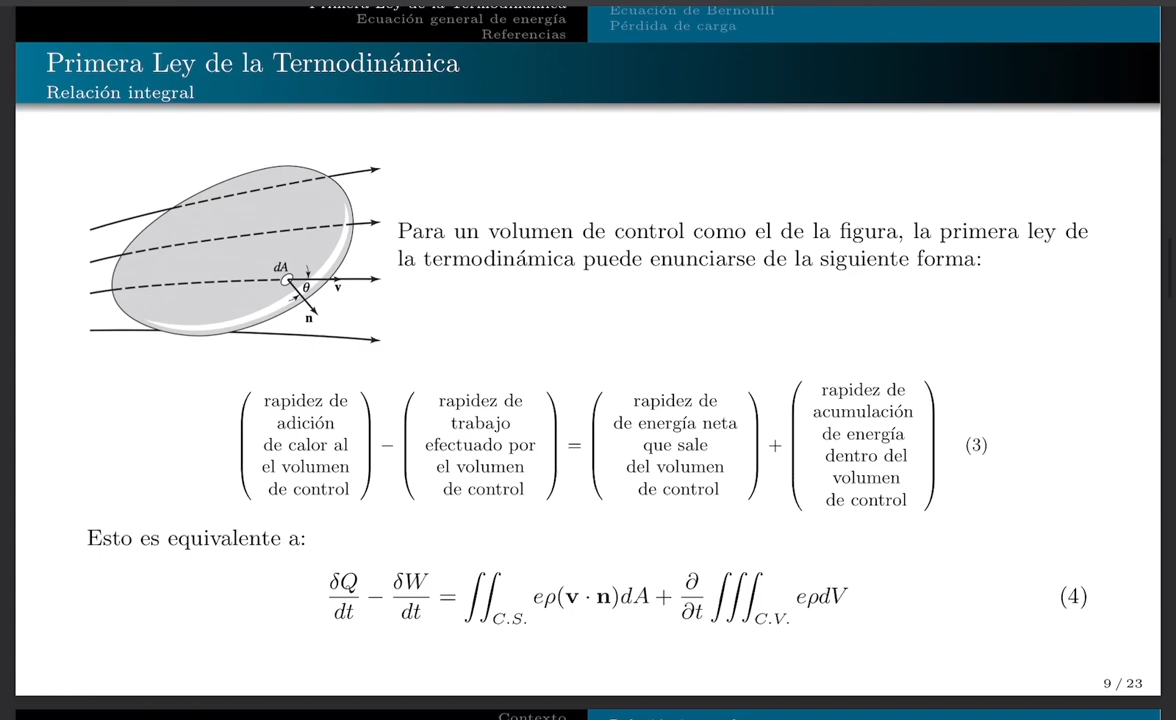 Ecuación general de energía
Referencias
Ecuación de Bernoulli
Pérdida de carga
Primera Ley de la Termodinámica
Relación integral
dA
θ
v
n
Para un volumen de control como el de la figura, la primera ley de
la termodinámica puede enunciarse de la siguiente forma:
rapidez de
adición
de calor al
el volumen
de control
−
rapidez de
trabajo
efectuado por
el volumen
de control
=
rapidez de
de energía neta
que sale
del volumen
de control
+
rapidez de
acumulación
de energía
dentro del
volumen
de control
(3)
Esto es equivalente a:
δQ/dt − δW/dt = ∬_C.S. eρ(v · n)dA + ∂/∂t ∭_C.V. eρdV (4)
9 / 23
Contexto